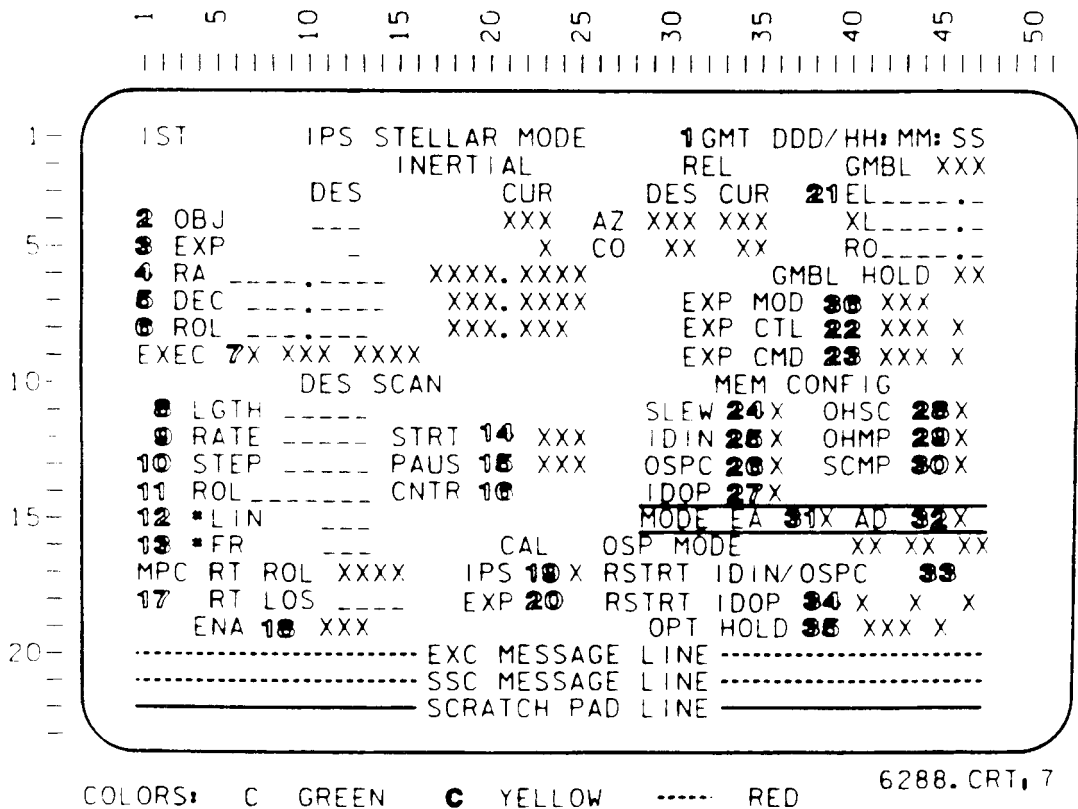 1 5 10 15 20 25 30 35 40 45 50
1 IST IPS STELLAR MODE 1GMT DDD/HH:MM:SS
INERTIAL REL GMBL XXX
DES CUR DES CUR 21 EL____._
2 OBJ ___ XXX AZ XXX XXX XL____._
5 3 EXP _ X CO XX XX RO____._
4 RA ____.____ XXXX.XXXX GMBL HOLD XX
5 DEC ___.____ XXX.XXXX EXP MOD 36 XXX
6 ROL ___.___ XXX.XXX EXP CTL 22 XXX X
EXEC 7X XXX XXXX EXP CMD 23 XXX X
10 DES SCAN MEM CONFIG
8 LGTH _____ SLEW 24 X OHSC 28 X
9 RATE _____ STRT 14 XXX IDIN 25 X OHMP 29 X
10 STEP _____ PAUS 15 XXX OSPC 26 X SCMP 30 X
11 ROL_______ CNTR 16 IDOP 27 X
15 12 *LIN ___ MODE EA 31X AD 32X
13 *FR ___ CAL OSP MODE XX XX XX
MPC RT ROL XXXX IPS 19 X RSTRT IDIN/OSPC 33
17 RT LOS ____ EXP 20 RSTRT IDOP 34 X X X
ENA 18 XXX OPT HOLD 35 XXX X
20 ---------------- EXC MESSAGE LINE ----------------
---------------- SSC MESSAGE LINE ----------------
SCRATCH PAD LINE
6288.CRT, 7
COLORS: C GREEN C YELLOW ----- RED